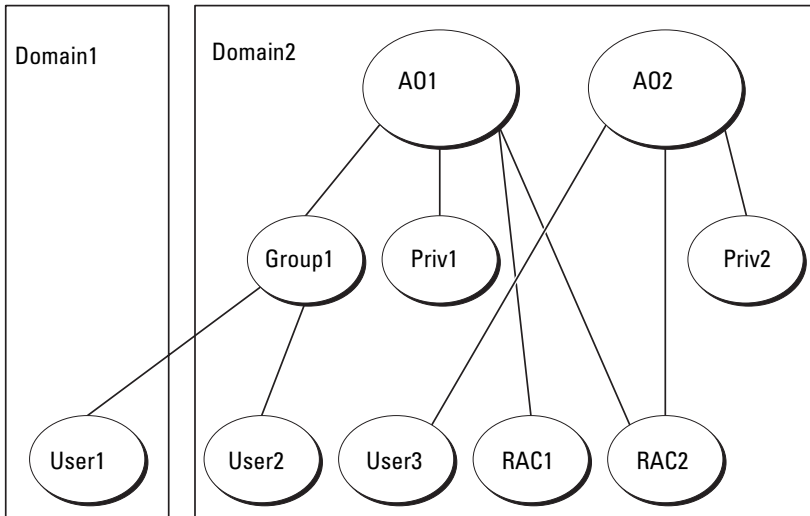 Domain1
Domain2
AO1
AO2
Group1
Priv1
Priv2
User1
User2
User3
RAC1
RAC2